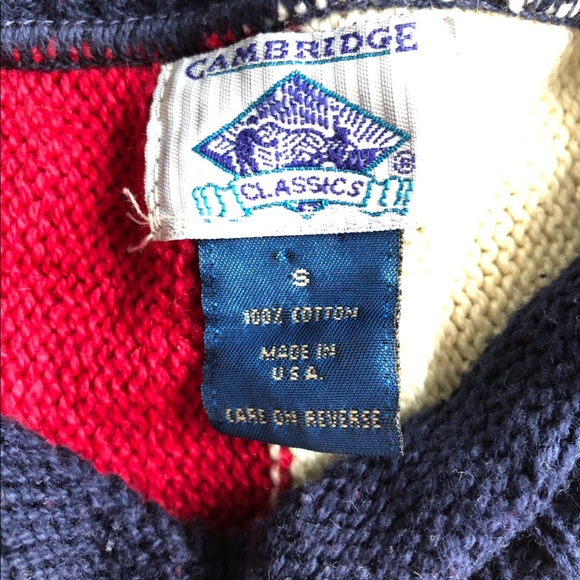 CAMBRIDGE
®
CLASSICS
S
100% COTTON
MADE IN
U.S.A.
CARE ON REVERSE